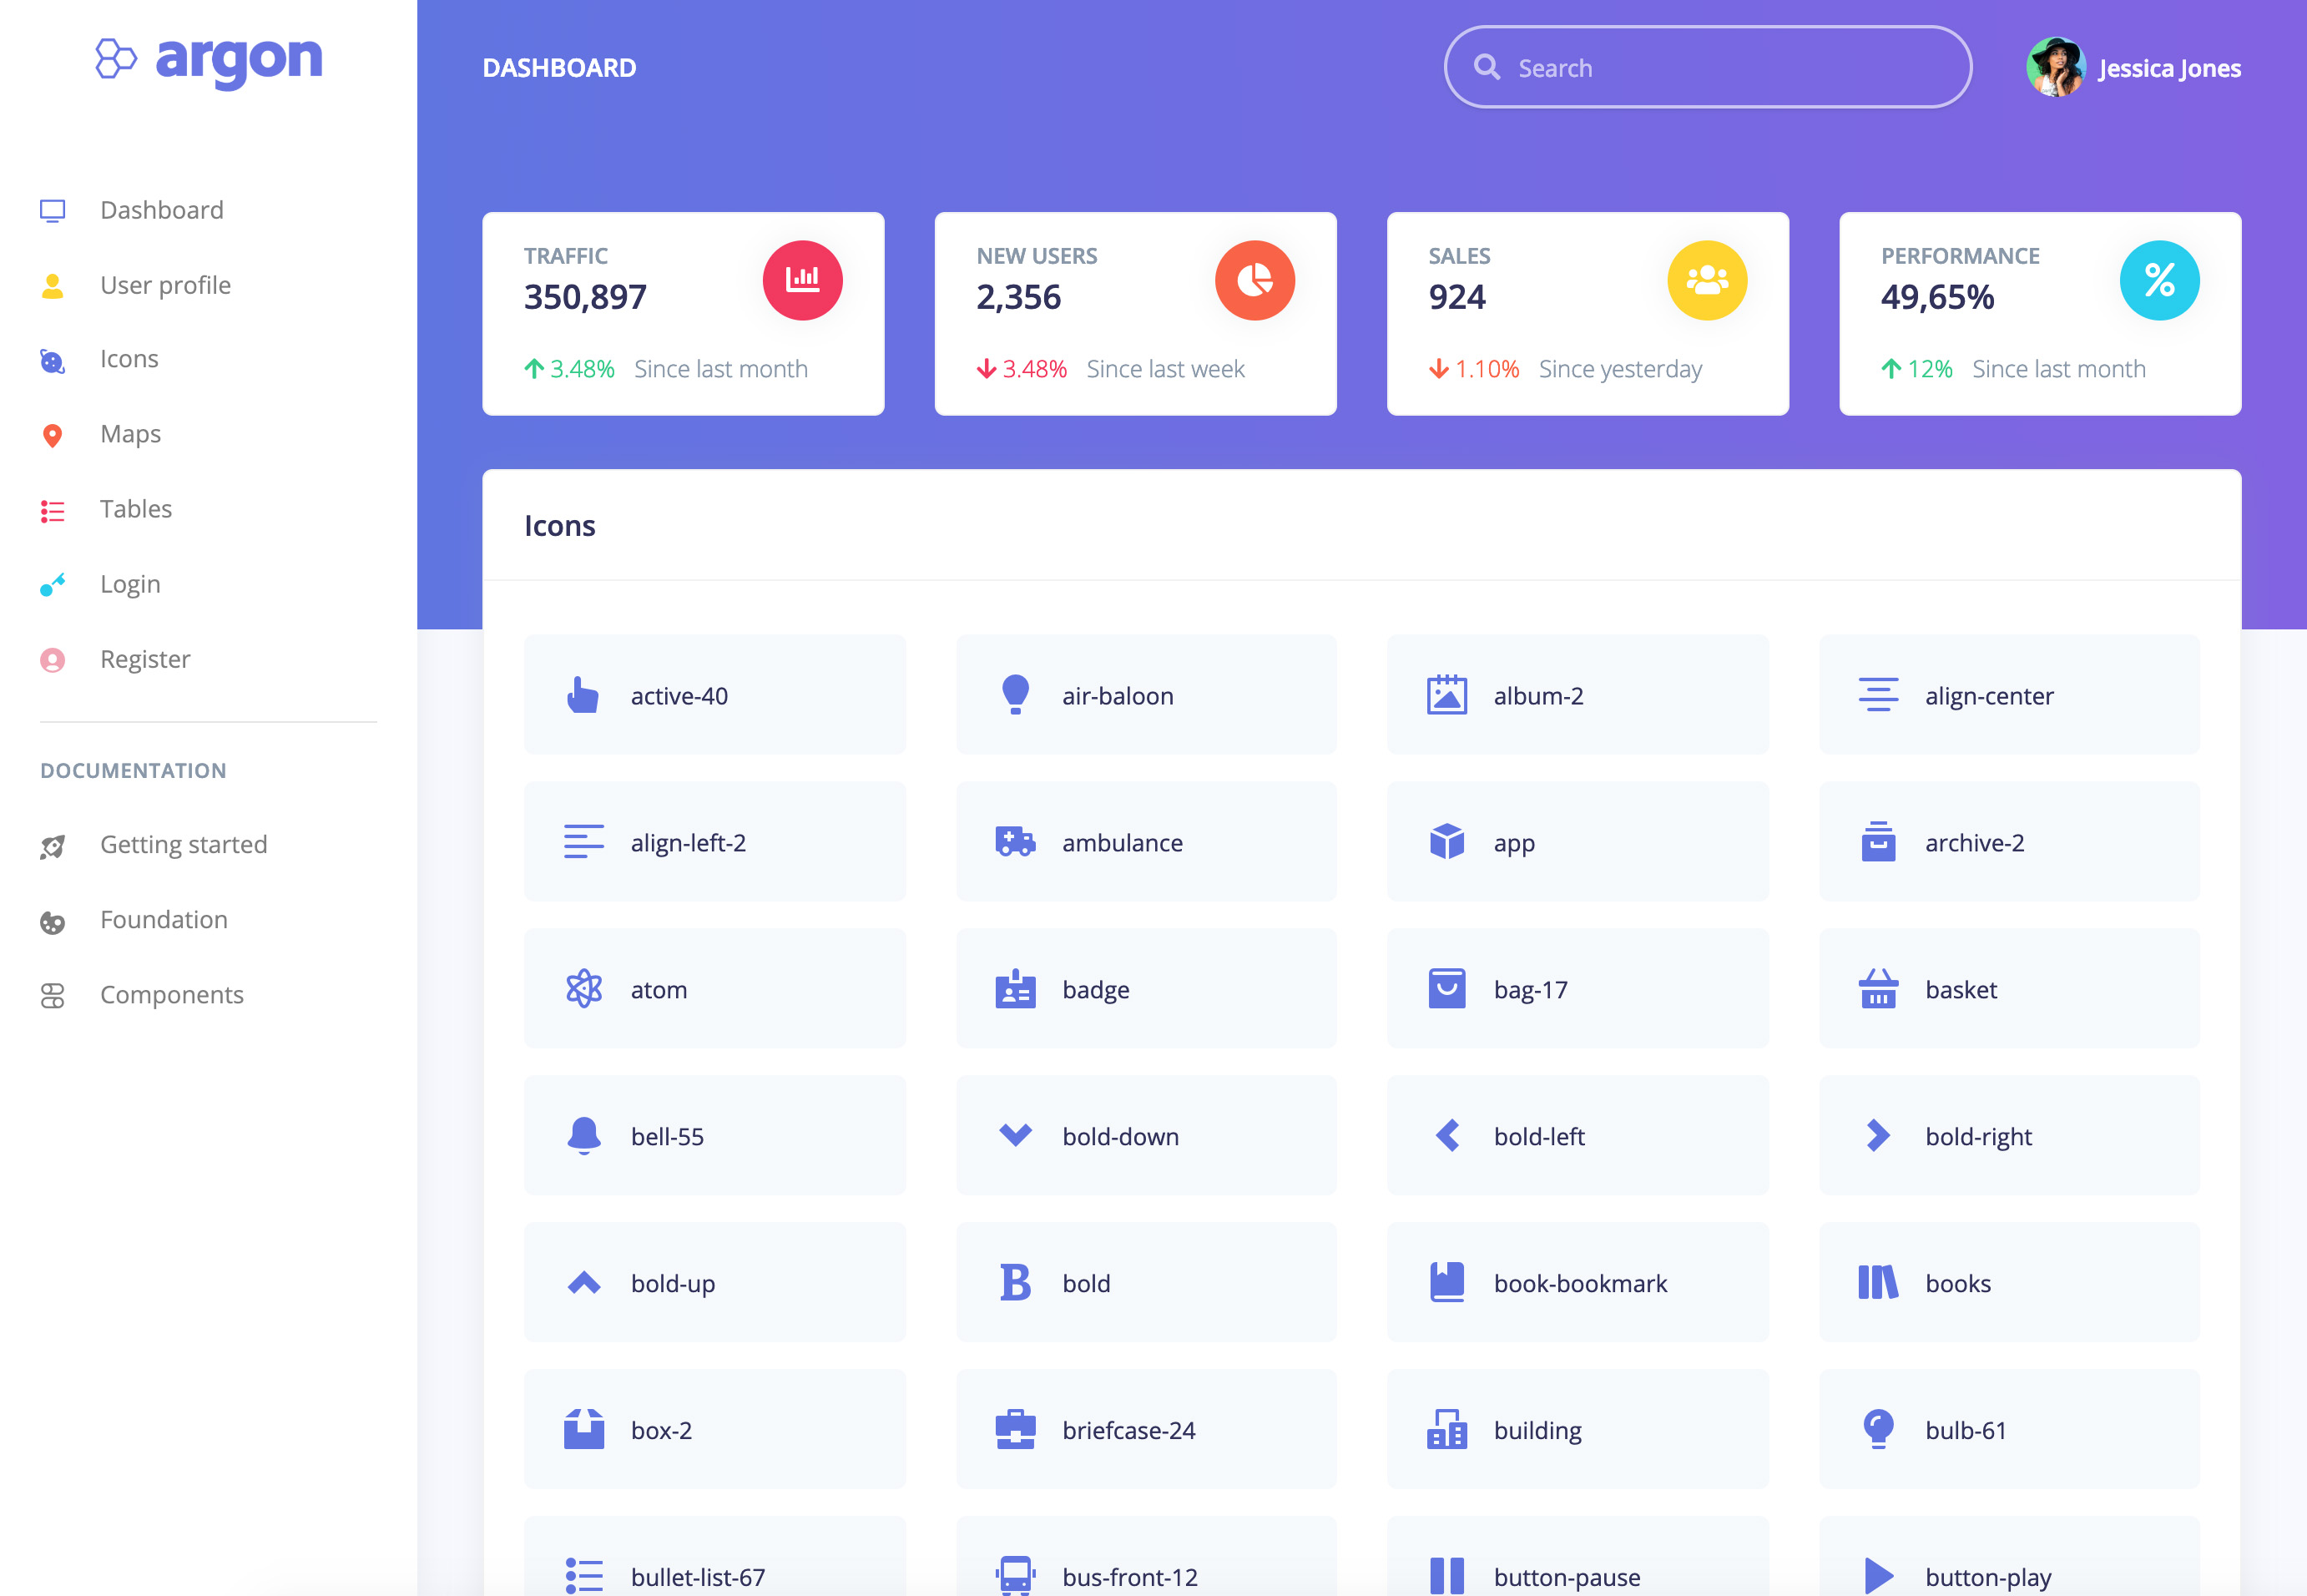 argon
Dashboard
User profile
Icons
Maps
Tables
Login
Register
DOCUMENTATION
Getting started
Foundation
Components
DASHBOARD
Search
Jessica Jones
TRAFFIC
350,897
3.48% Since last month
NEW USERS
2,356
3.48% Since last week
SALES
924
1.10% Since yesterday
PERFORMANCE
49,65%
12% Since last month
Icons
active-40
air-baloon
album-2
align-center
align-left-2
ambulance
app
archive-2
atom
badge
bag-17
basket
bell-55
bold-down
bold-left
bold-right
bold-up
bold
book-bookmark
books
box-2
briefcase-24
building
bulb-61
bullet-list-67
bus-front-12
button-pause
button-play